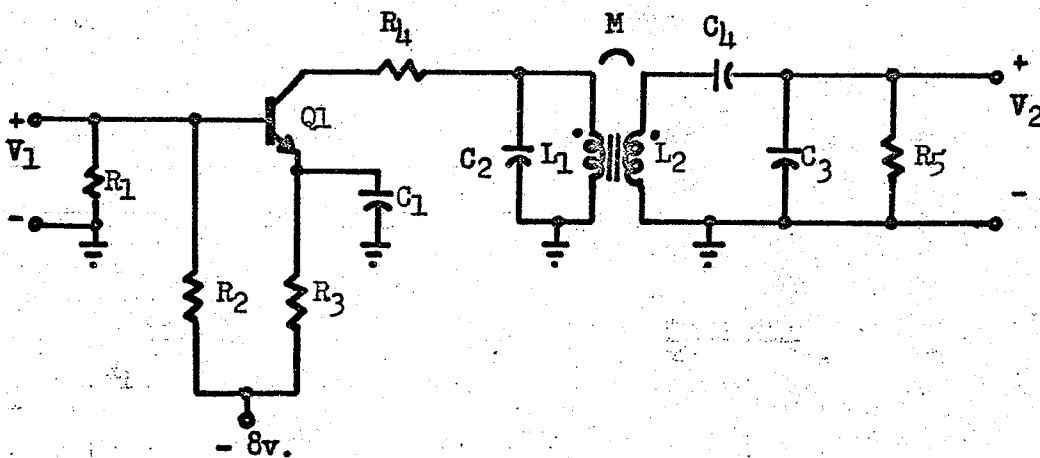 R4
M
C4
+
V1
-
R1
Q1
C1
C2
L1
L2
C3
R5
+
V2
-
R2
R3
- 8v.